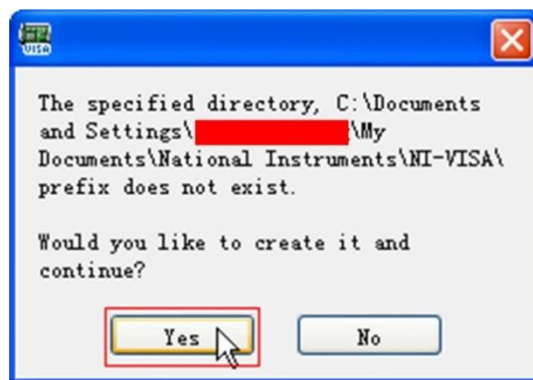 VISA
The specified directory, C:\Documents
and Settings\ \My
Documents\National Instruments\NI-VISA\
prefix does not exist.
Would you like to create it and
continue?
Yes
No